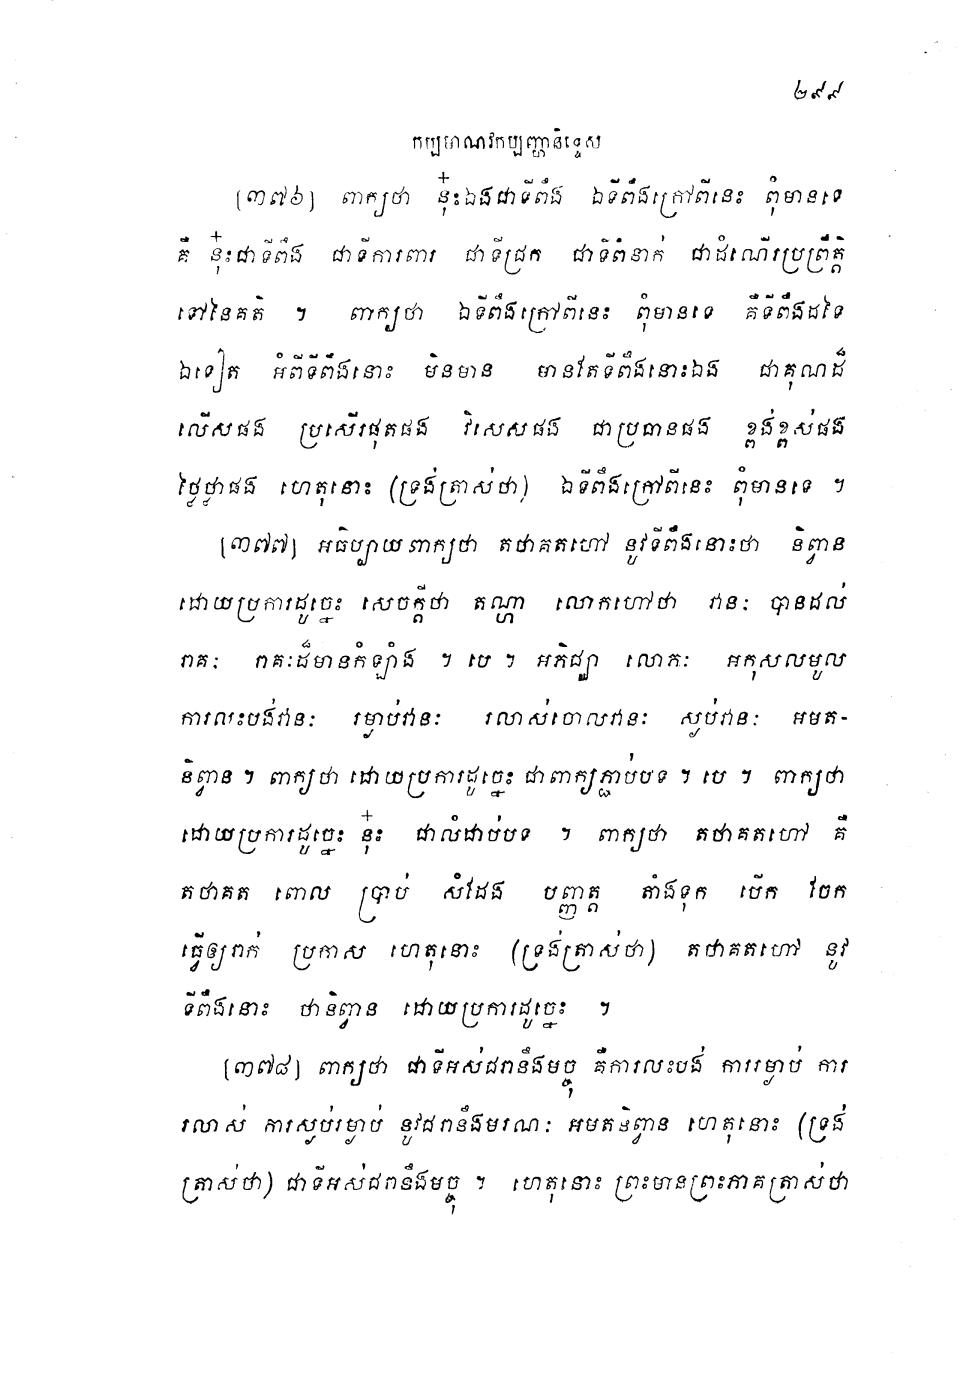 ២៩៩
កប្បមាណវកប្បញ្ហានិទ្ទេស
[៣៧៦] ពាក្យថា នុ៎ះឯងជាទីពឹង ឯទីពឹងក្រៅពីនេះ ពុំមានទេ
គឺ នុ៎ះជាទីពឹង ជាទីការពារ ជាទីជ្រក ជាទីពំនាក់ ជាដំណើរប្រព្រឹត្តិ
ទៅនៃគតិ ។ ពាក្យថា ឯទីពឹងក្រៅពីនេះ ពុំមានទេ គឺទីពឹងដទៃ
ឯទៀត អំពីទីពឹងនោះ មិនមាន មានតែទីពឹងនោះឯង ជាគុណដ៏
លើសផង ប្រសើរផុតផង វិសេសផង ជាប្រធានផង ខ្ពង់ខ្ពស់ផង
ថ្លៃថ្លាផង ហេតុនោះ (ទ្រង់ត្រាស់ថា) ឯទីពឹងក្រៅពីនេះ ពុំមានទេ ។
[៣៧៧] អធិប្បាយពាក្យថា តថាគតហៅ នូវទីពឹងនោះថា និព្វាន
ដោយប្រការដូច្នេះ សេចក្តីថា តណ្ហា លោកហៅថា វានៈ បានដល់
រាគៈ រាគៈដ៏មានកំឡាំង ។ បេ ។ អភិជ្ឈា លោភៈ អកុសលមូល
ការលះបង់វានៈ រម្ងាប់វានៈ រលាស់ចោលវានៈ ស្ងប់វានៈ អមត-
និព្វាន ។ ពាក្យថា ដោយប្រការដូច្នេះ ជាពាក្យភ្ជាប់បទ ។ បេ ។ ពាក្យថា
ដោយប្រការដូច្នេះ នុ៎ះ ជាលំដាប់បទ ។ ពាក្យថា តថាគតហៅ គឺ
តថាគត ពោល ប្រាប់ សំដែង បញ្ញត្ត តាំងទុក បើក វែក
ធ្វើឲ្យរាក់ ប្រកាស ហេតុនោះ (ទ្រង់ត្រាស់ថា) តថាគតហៅ នូវ
ទីពឹងនោះ ថានិព្វាន ដោយប្រការដូច្នេះ ។
[៣៧៨] ពាក្យថា ជាទីអស់ជរានឹងមច្ចុ គឺការលះបង់ ការរម្ងាប់ ការ
រលាស់ ការស្ងប់រម្ងាប់ នូវជរានឹងមរណៈ អមតនិព្វាន ហេតុនោះ (ទ្រង់
ត្រាស់ថា) ជាទីអស់ជរានឹងមច្ចុ ។ ហេតុនោះ ព្រះមានព្រះភាគត្រាស់ថា